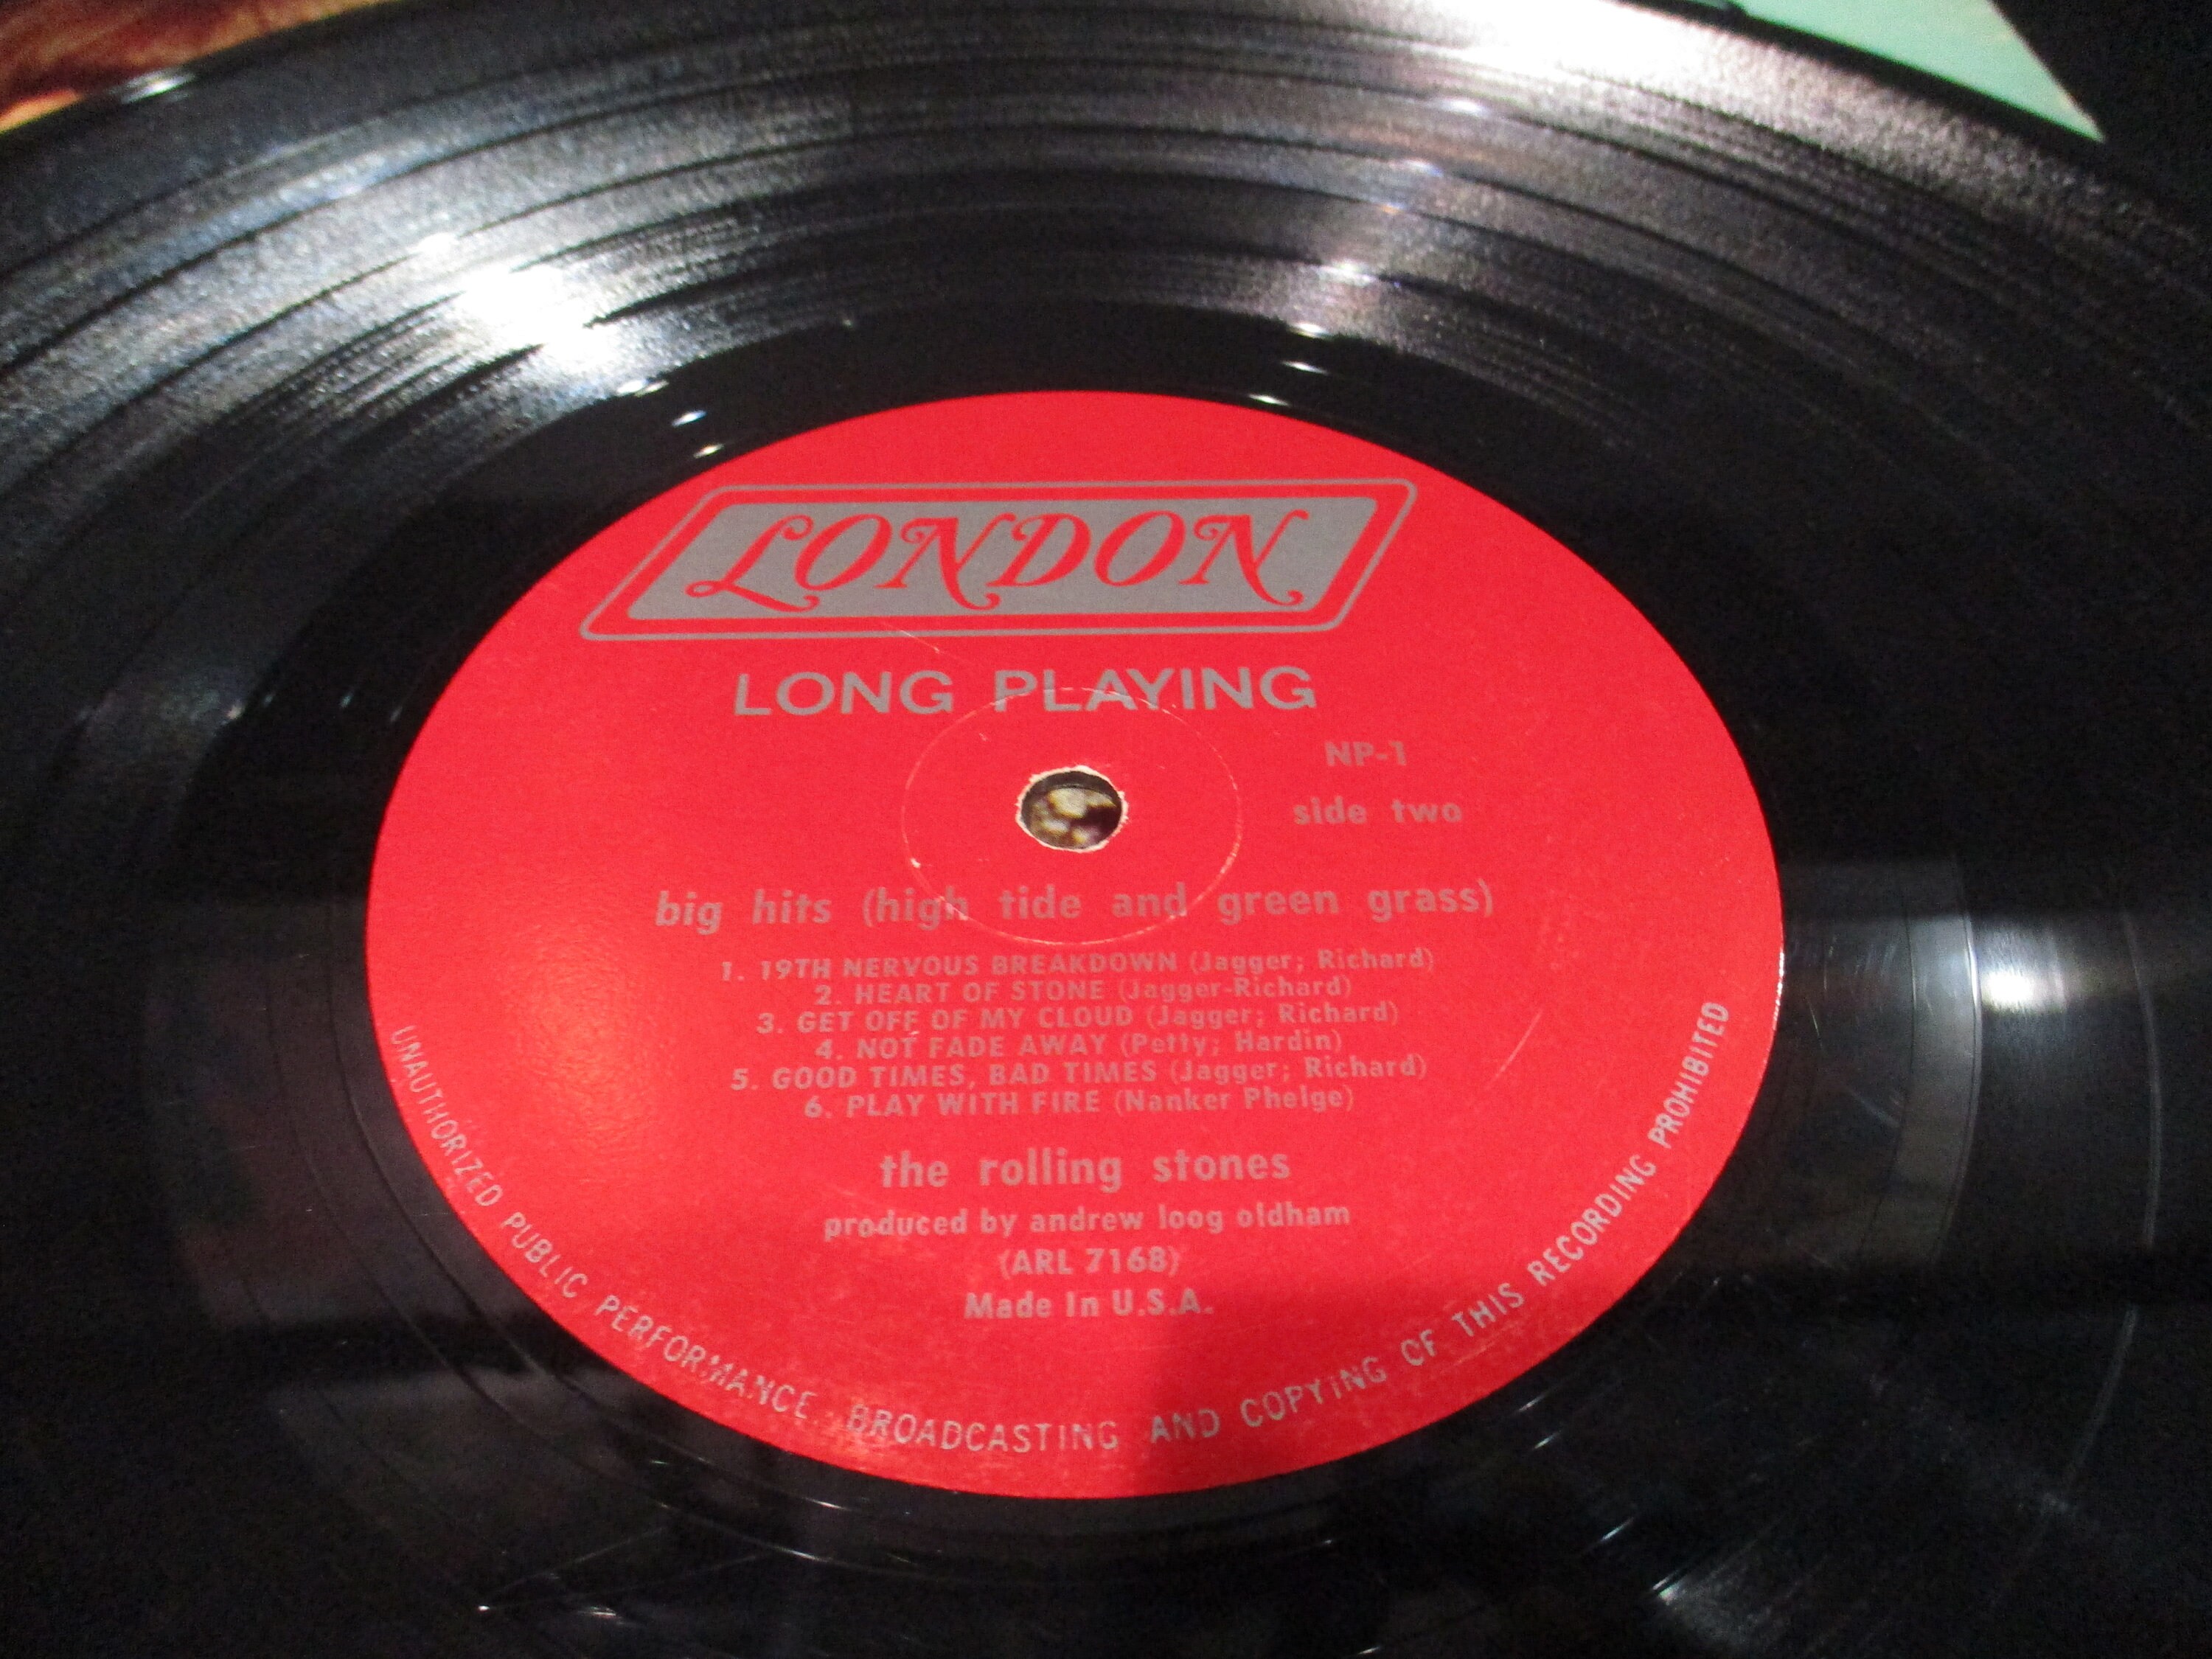 LONDON
LONG PLAYING
NP-1
side two
big hits (high tide and green grass)
1. 19TH NERVOUS BREAKDOWN (Jagger; Richard)
2. HEART OF STONE (Jagger-Richard)
3. GET OFF OF MY CLOUD (Jagger; Richard)
4. NOT FADE AWAY (Petty; Hardin)
5. GOOD TIMES, BAD TIMES (Jagger; Richard)
6. PLAY WITH FIRE (Nanker Phelge)
the rolling stones
produced by andrew loog oldham
(ARL 7168)
Made In U.S.A.
UNAUTHORIZED PUBLIC PERFORMANCE, BROADCASTING AND COPYING OF THIS RECORDING PROHIBITED